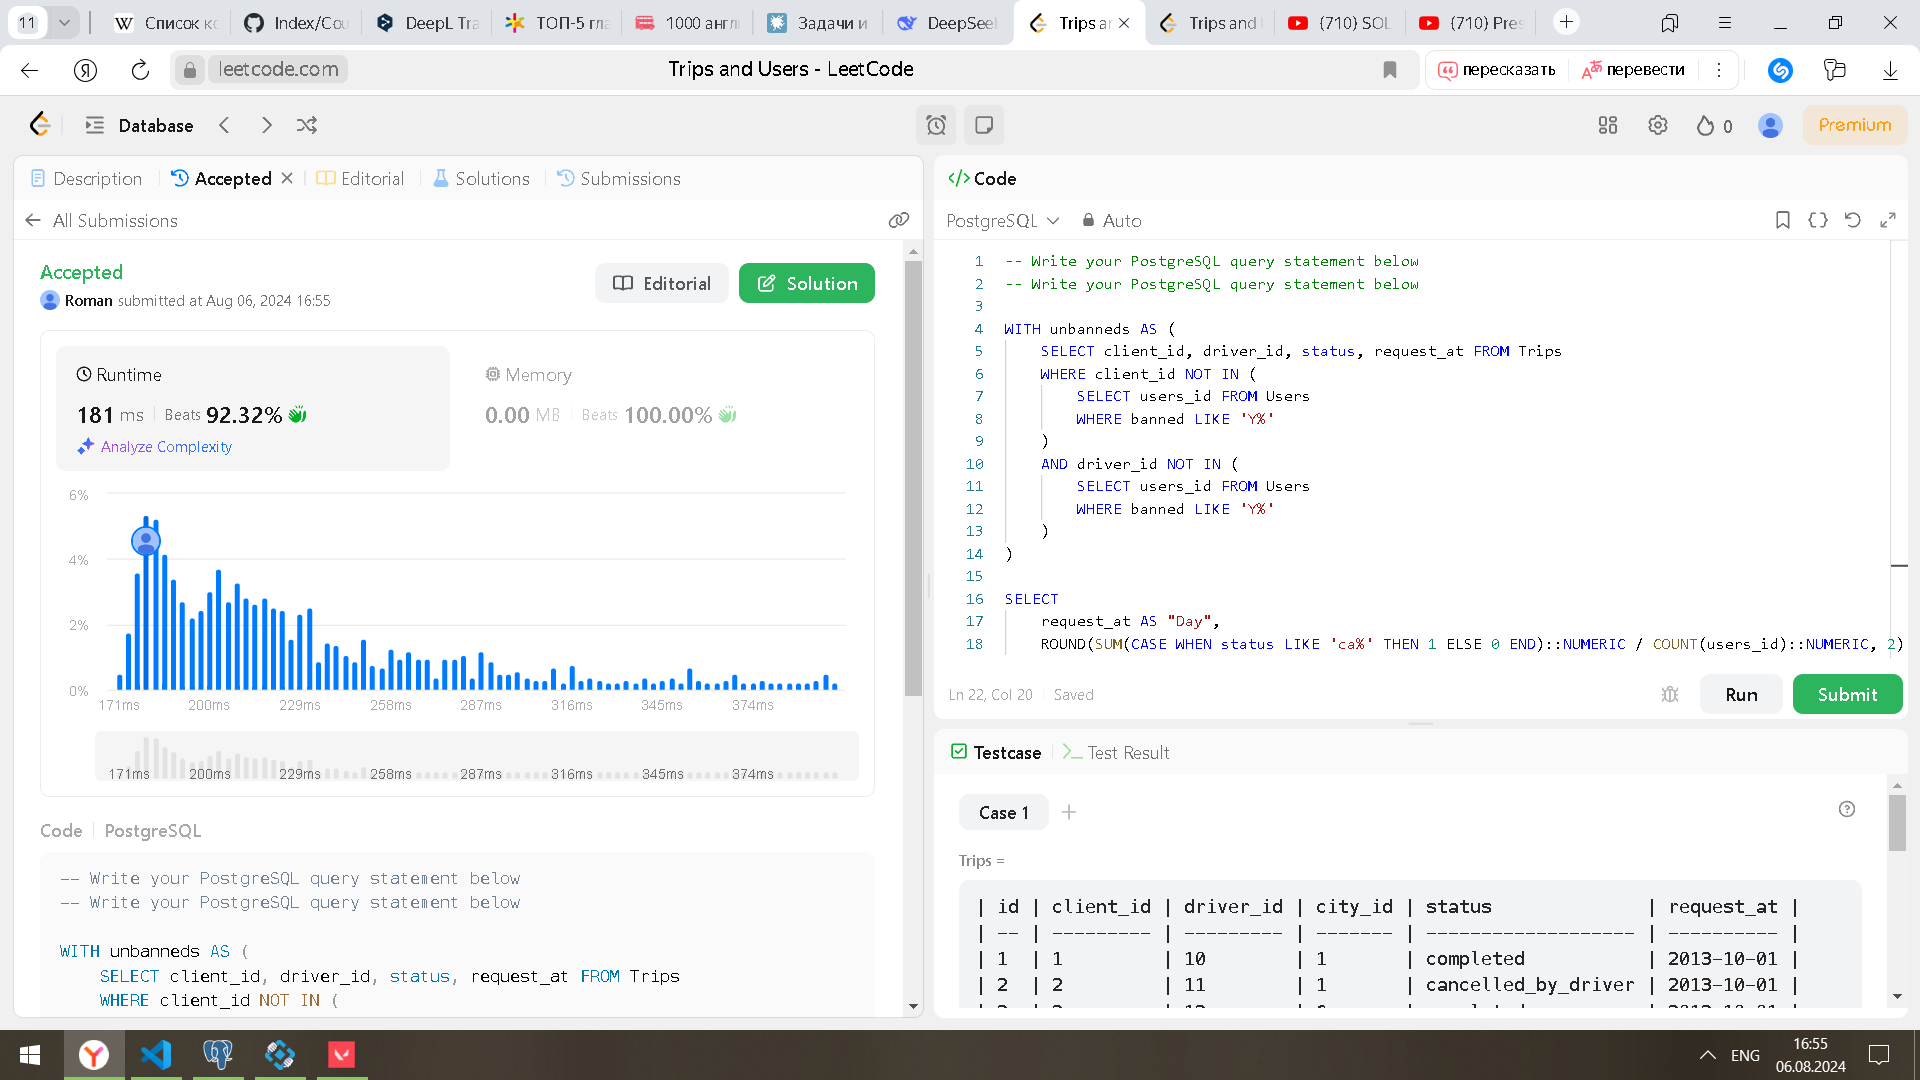 11
Список ко
Index/Cou
DeepL Tra
ТОП-5 гла
1000 англ
Задачи и
DeepSeek
Trips ar
Trips and U
(710) SOL
(710) Pres
leetcode.com
Trips and Users - LeetCode
пересказать
перевести
Database
0
Premium
Description
Accepted
Editorial
Solutions
Submissions
All Submissions
Accepted
Roman submitted at Aug 06, 2024 16:55
Editorial
Solution
Runtime
181 ms
Beats 92.32%
Analyze Complexity
Memory
0.00 MB
Beats 100.00%
6%
4%
2%
0%
171ms 200ms 229ms 258ms 287ms 316ms 345ms 374ms
171ms 200ms 229ms 258ms 287ms 316ms 345ms 374ms
Code PostgreSQL
-- Write your PostgreSQL query statement below
-- Write your PostgreSQL query statement below
WITH unbanneds AS (
SELECT client_id, driver_id, status, request_at FROM Trips
WHERE client_id NOT IN (
</> Code
PostgreSQL
Auto
1 -- Write your PostgreSQL query statement below
2 -- Write your PostgreSQL query statement below
3
4 WITH unbanneds AS (
5 SELECT client_id, driver_id, status, request_at FROM Trips
6 WHERE client_id NOT IN (
7 SELECT users_id FROM Users
8 WHERE banned LIKE 'Y%'
9 )
10 AND driver_id NOT IN (
11 SELECT users_id FROM Users
12 WHERE banned LIKE 'Y%'
13 )
14 )
15
16 SELECT
17 request_at AS "Day",
18 ROUND(SUM(CASE WHEN status LIKE 'ca%' THEN 1 ELSE 0 END)::NUMERIC / COUNT(users_id)::NUMERIC, 2)
Ln 22, Col 20
Saved
Run
Submit
Testcase
Test Result
Case 1
Trips =
| id | client_id | driver_id | city_id | status | request_at |
| -- | --------- | --------- | ------- | ------------------- | ---------- |
| 1 | 1 | 10 | 1 | completed | 2013-10-01 |
| 2 | 2 | 11 | 1 | cancelled_by_driver | 2013-10-01 |
ENG
16:55
06.08.2024